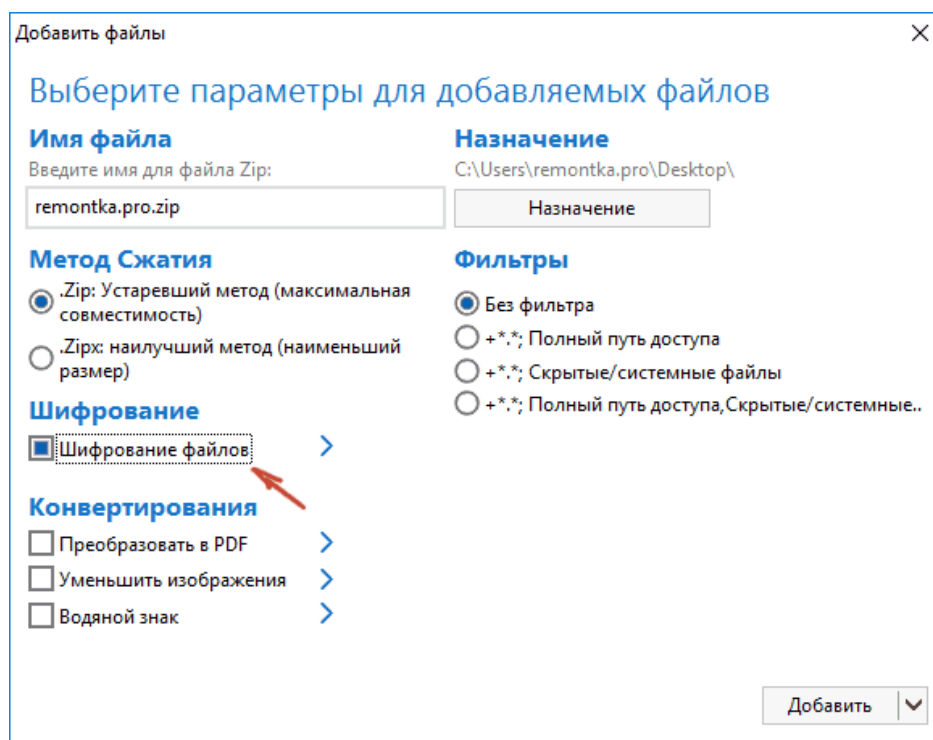 Добавить файлы
Выберите параметры для добавляемых файлов
Имя файла
Введите имя для файла Zip:
remontka.pro.zip
Назначение
C:\Users\remontka.pro\Desktop\
Назначение
Метод Сжатия
.Zip: Устаревший метод (максимальная
совместимость)
.Zipx: наилучший метод (наименьший
размер)
Фильтры
Без фильтра
+*.*; Полный путь доступа
+*.*; Скрытые/системные файлы
+*.*; Полный путь доступа,Скрытые/системные..
Шифрование
Шифрование файлов
Конвертирования
Преобразовать в PDF
Уменьшить изображения
Водяной знак
Добавить